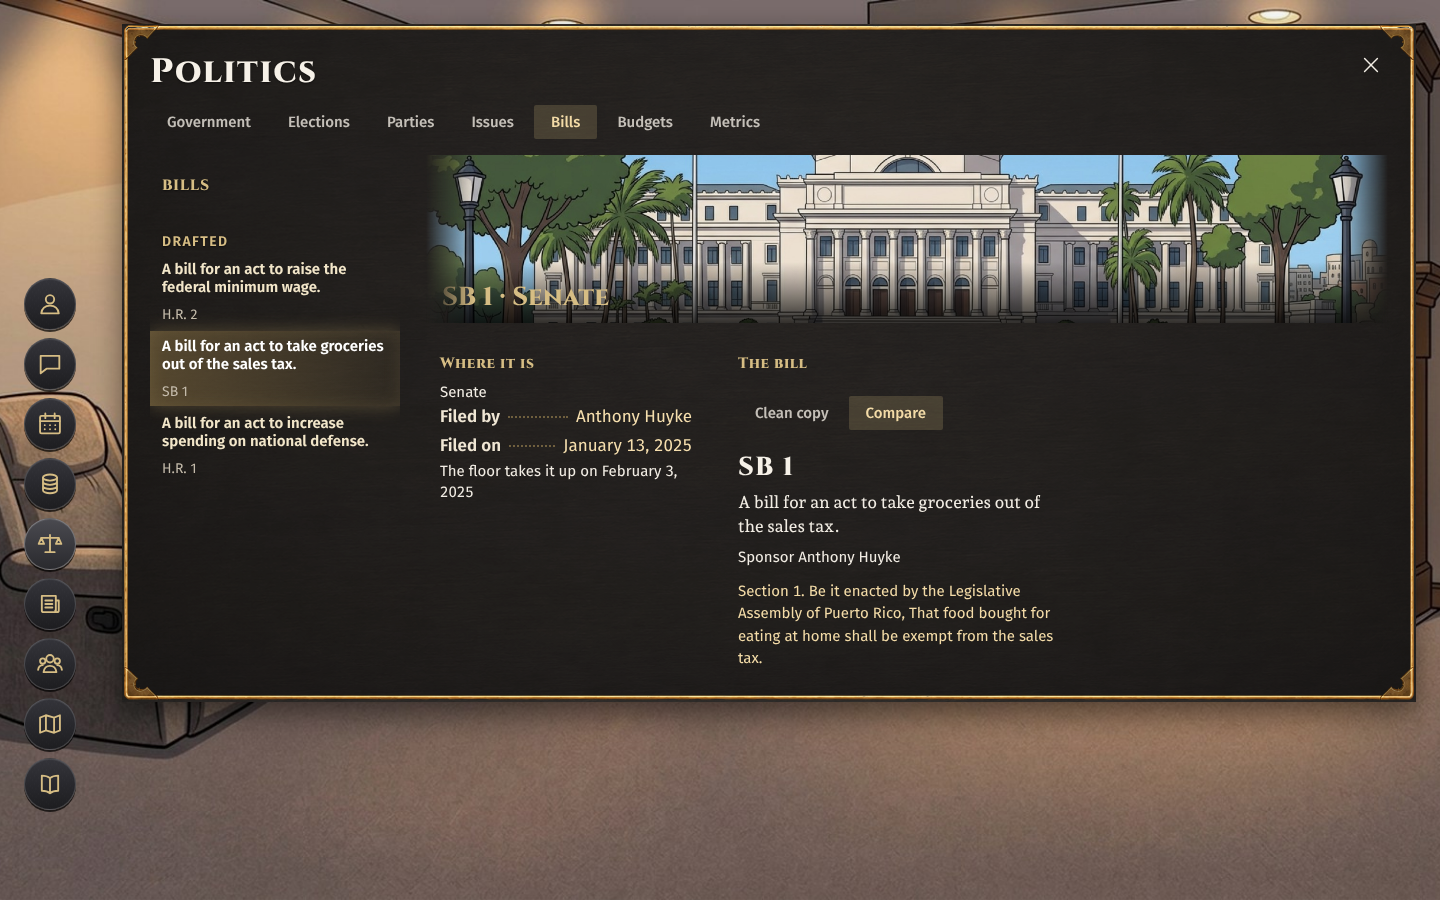 Politics
Government Elections Parties Issues Bills Budgets Metrics
Bills
DRAFTED
A bill for an act to raise the
federal minimum wage.
H.R. 2
A bill for an act to take groceries
out of the sales tax.
SB 1
A bill for an act to increase
spending on national defense.
H.R. 1
SB 1 · Senate
Where it is
Senate
Filed by Anthony Huyke
Filed on January 13, 2025
The floor takes it up on February 3,
2025
The bill
Clean copy Compare
SB 1
A bill for an act to take groceries out of
the sales tax.
Sponsor Anthony Huyke
Section 1. Be it enacted by the Legislative
Assembly of Puerto Rico, That food bought for
eating at home shall be exempt from the sales
tax.